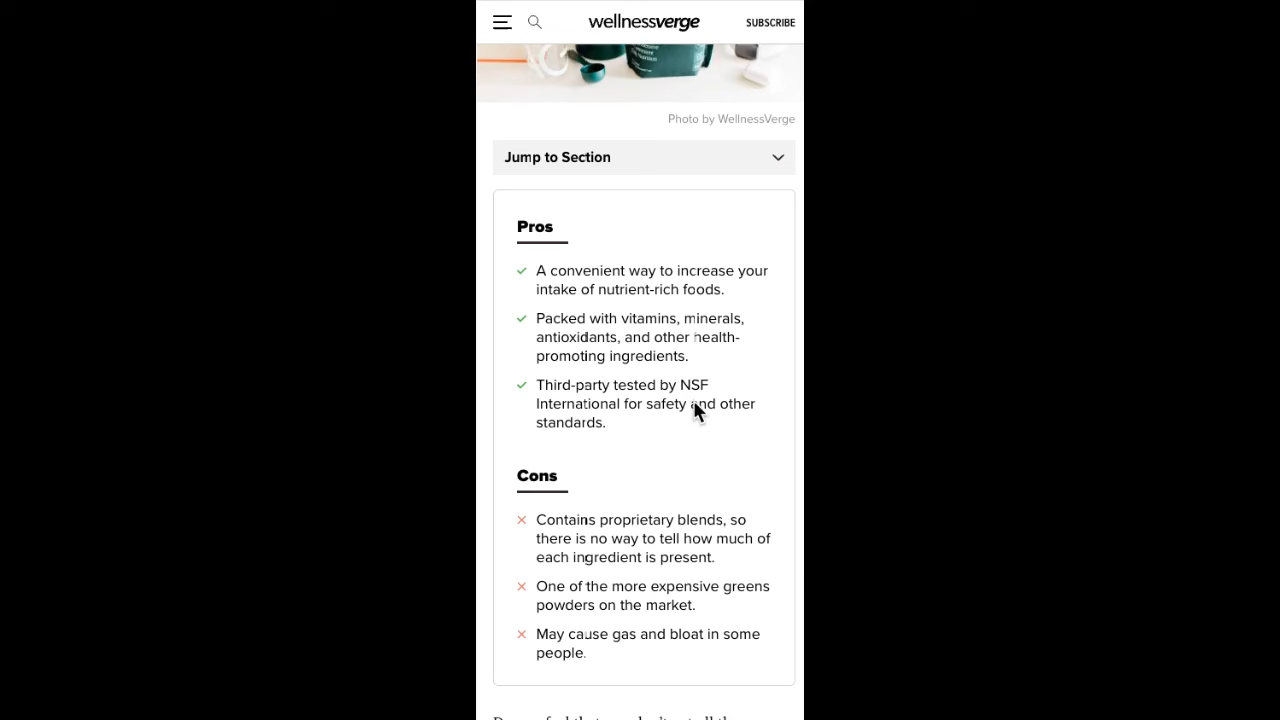 wellnessverge
SUBSCRIBE
Photo by WellnessVerge
Jump to Section
Pros
A convenient way to increase your
intake of nutrient-rich foods.
Packed with vitamins, minerals,
antioxidants, and other health-
promoting ingredients.
Third-party tested by NSF
International for safety and other
standards.
Cons
Contains proprietary blends, so
there is no way to tell how much of
each ingredient is present.
One of the more expensive greens
powders on the market.
May cause gas and bloat in some
people.